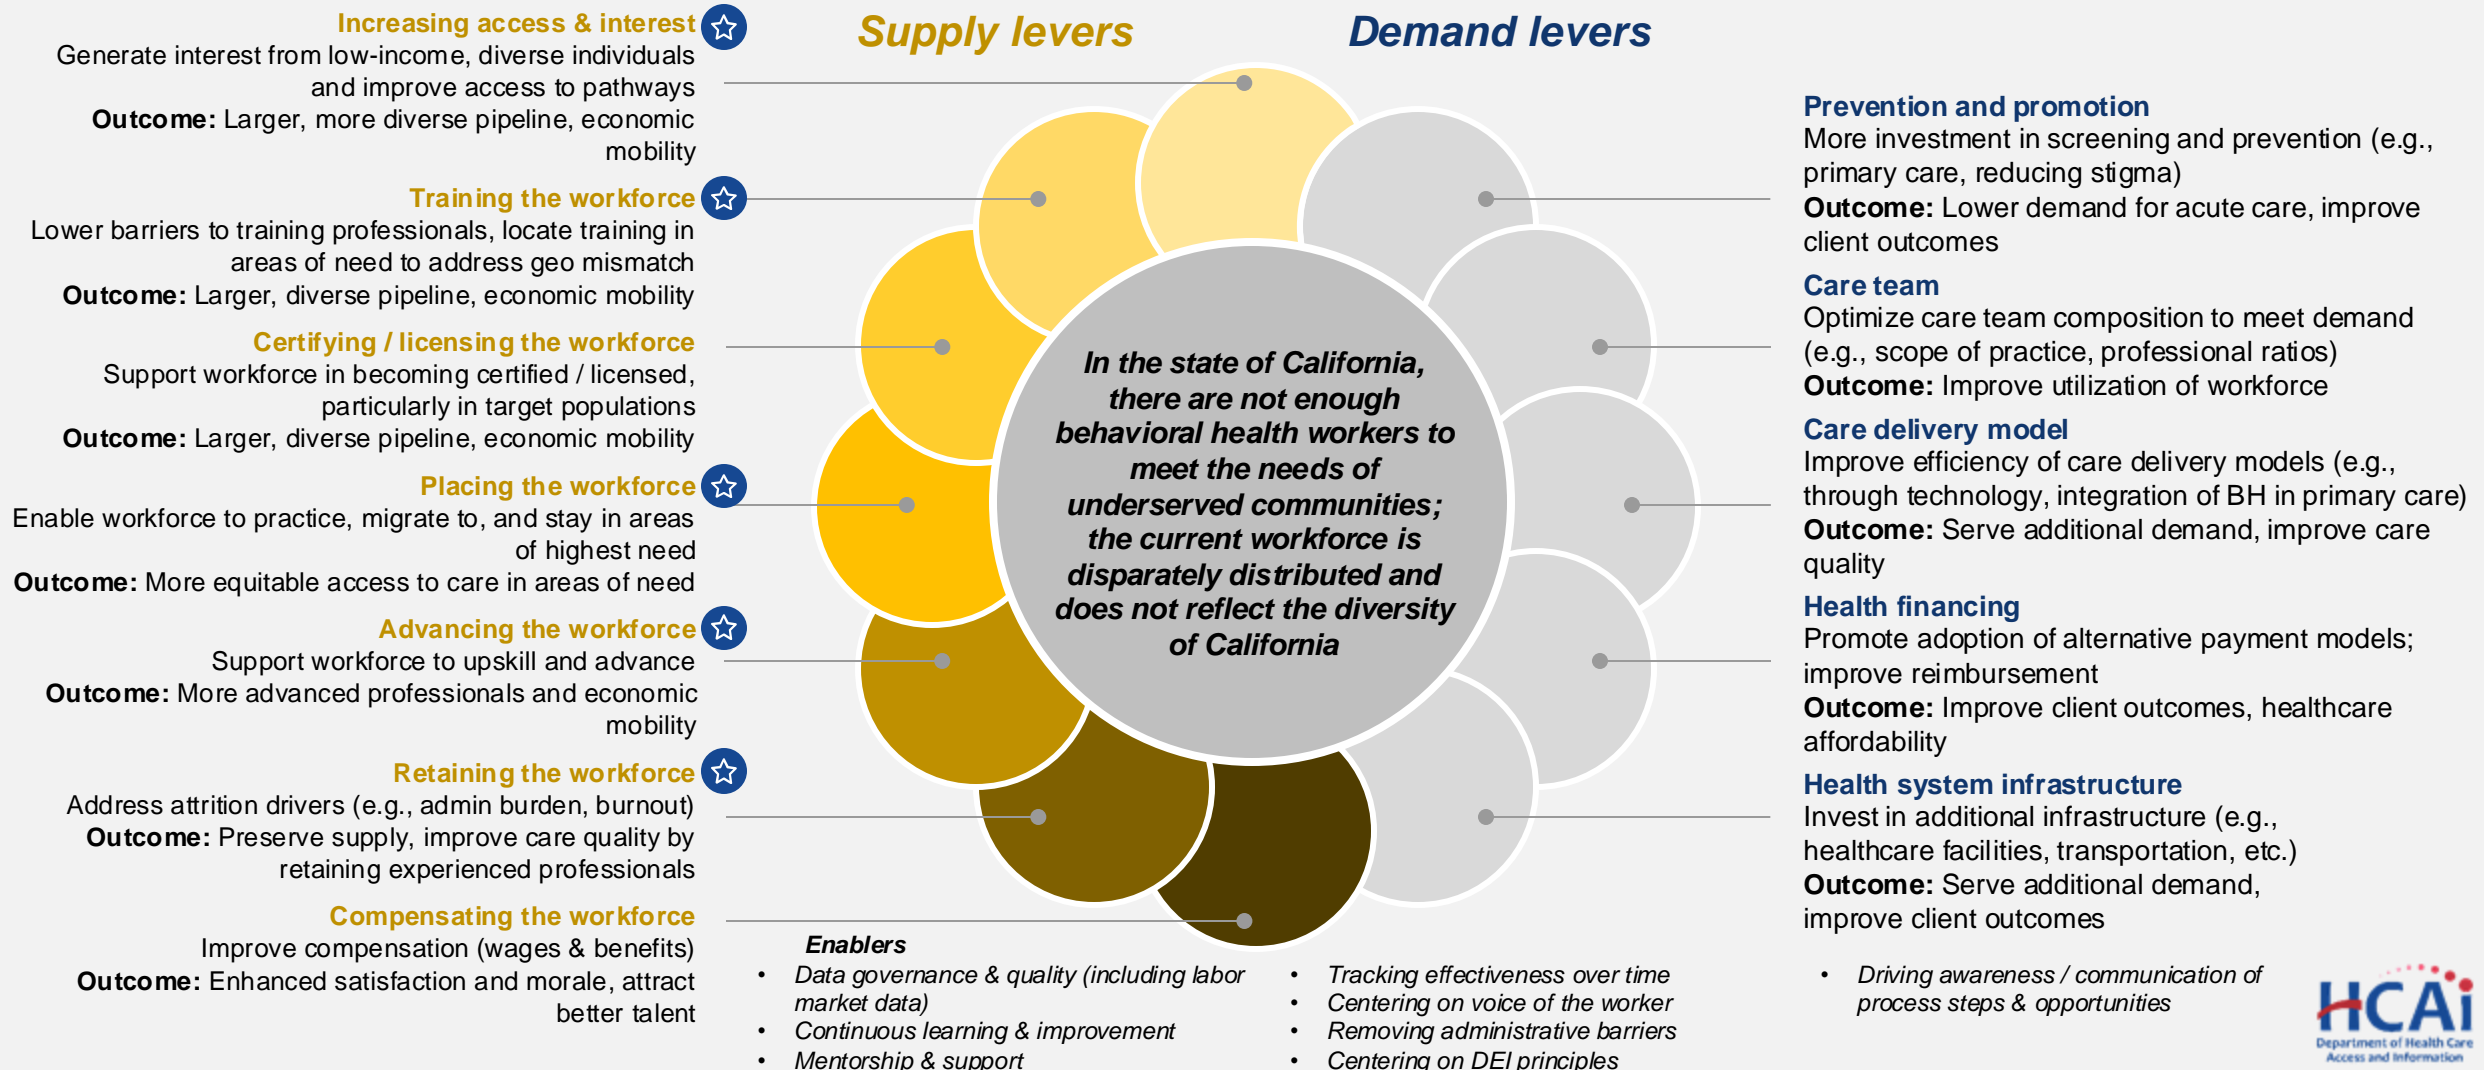 Supply levers
Demand levers
Increasing access & interest
Generate interest from low-income, diverse individuals
and improve access to pathways
Outcome: Larger, more diverse pipeline, economic
mobility
Training the workforce
Lower barriers to training professionals, locate training in
areas of need to address geo mismatch
Outcome: Larger, diverse pipeline, economic mobility
Certifying / licensing the workforce
Support workforce in becoming certified / licensed,
particularly in target populations
Outcome: Larger, diverse pipeline, economic mobility
Placing the workforce
Enable workforce to practice, migrate to, and stay in areas
of highest need
Outcome: More equitable access to care in areas of need
Advancing the workforce
Support workforce to upskill and advance
Outcome: More advanced professionals and economic
mobility
Retaining the workforce
Address attrition drivers (e.g., admin burden, burnout)
Outcome: Preserve supply, improve care quality by
retaining experienced professionals
Compensating the workforce
Improve compensation (wages & benefits)
Outcome: Enhanced satisfaction and morale, attract
better talent
In the state of California,
there are not enough
behavioral health workers to
meet the needs of
underserved communities;
the current workforce is
disparately distributed and
does not reflect the diversity
of California
Prevention and promotion
More investment in screening and prevention (e.g.,
primary care, reducing stigma)
Outcome: Lower demand for acute care, improve
client outcomes
Care team
Optimize care team composition to meet demand
(e.g., scope of practice, professional ratios)
Outcome: Improve utilization of workforce
Care delivery model
Improve efficiency of care delivery models (e.g.,
through technology, integration of BH in primary care)
Outcome: Serve additional demand, improve care
quality
Health financing
Promote adoption of alternative payment models;
improve reimbursement
Outcome: Improve client outcomes, healthcare
affordability
Health system infrastructure
Invest in additional infrastructure (e.g.,
healthcare facilities, transportation, etc.)
Outcome: Serve additional demand,
improve client outcomes
Enablers
• Data governance & quality (including labor
market data)
• Continuous learning & improvement
• Mentorship & support
• Tracking effectiveness over time
• Centering on voice of the worker
• Removing administrative barriers
• Centering on DEI principles
• Driving awareness / communication of
process steps & opportunities
HCAi
Department of Health Care
Access and Information